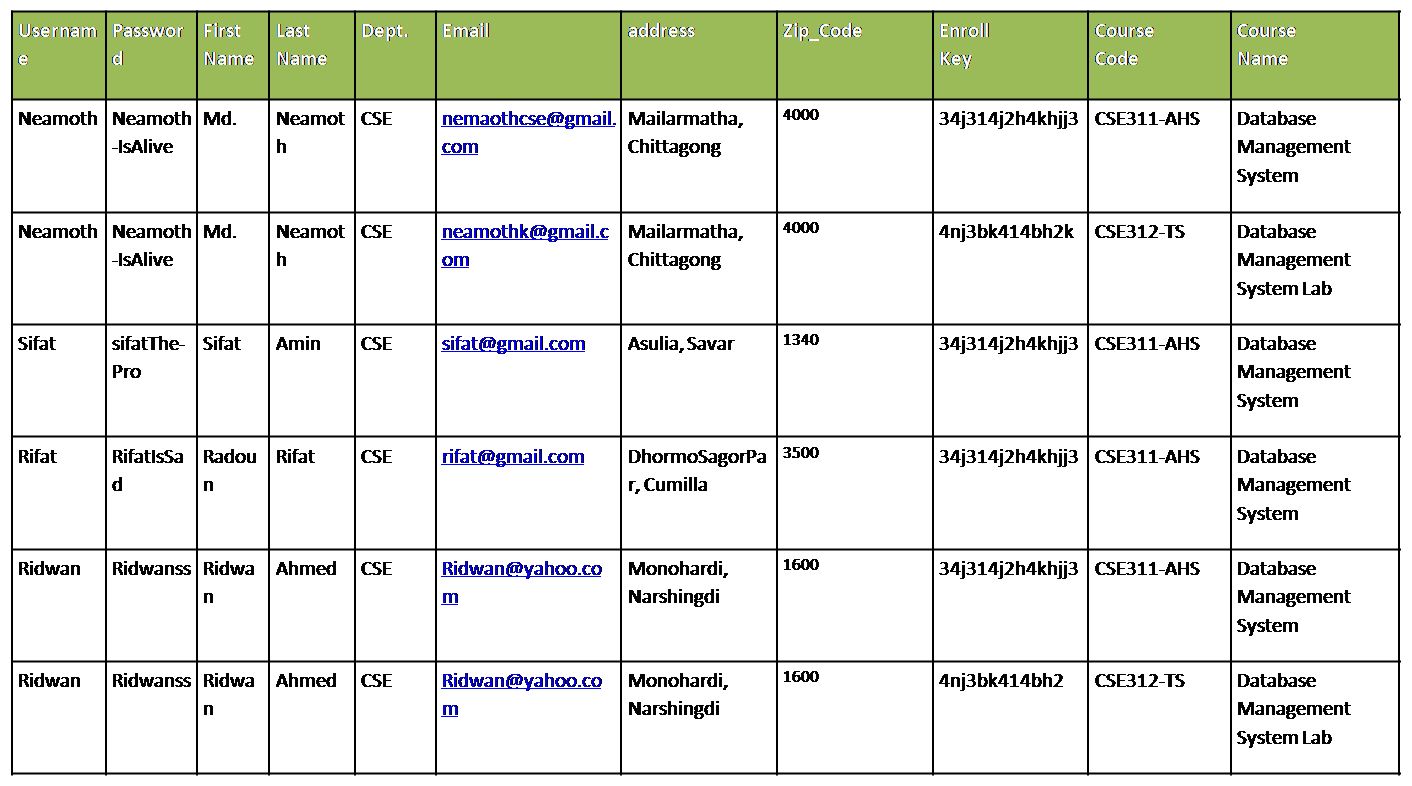 Username Password First Name Last Name Dept. Email address Zip_Code Enroll Key Course Code Course Name
Neamoth Neamoth-IsAlive Md. Neamoth CSE nemaothcse@gmail.com Mailarmatha, Chittagong 4000 34j314j2h4khjj3 CSE311-AHS Database Management System
Neamoth Neamoth-IsAlive Md. Neamoth CSE neamothk@gmail.com Mailarmatha, Chittagong 4000 4nj3bk414bh2k CSE312-TS Database Management System Lab
Sifat sifatThe-Pro Sifat Amin CSE sifat@gmail.com Asulia, Savar 1340 34j314j2h4khjj3 CSE311-AHS Database Management System
Rifat RifatIsSad Radoun Rifat CSE rifat@gmail.com DhormoSagorPar, Cumilla 3500 34j314j2h4khjj3 CSE311-AHS Database Management System
Ridwan Ridwanss Ridwan Ahmed CSE Ridwan@yahoo.com Monohardi, Narshingdi 1600 34j314j2h4khjj3 CSE311-AHS Database Management System
Ridwan Ridwanss Ridwan Ahmed CSE Ridwan@yahoo.com Monohardi, Narshingdi 1600 4nj3bk414bh2 CSE312-TS Database Management System Lab